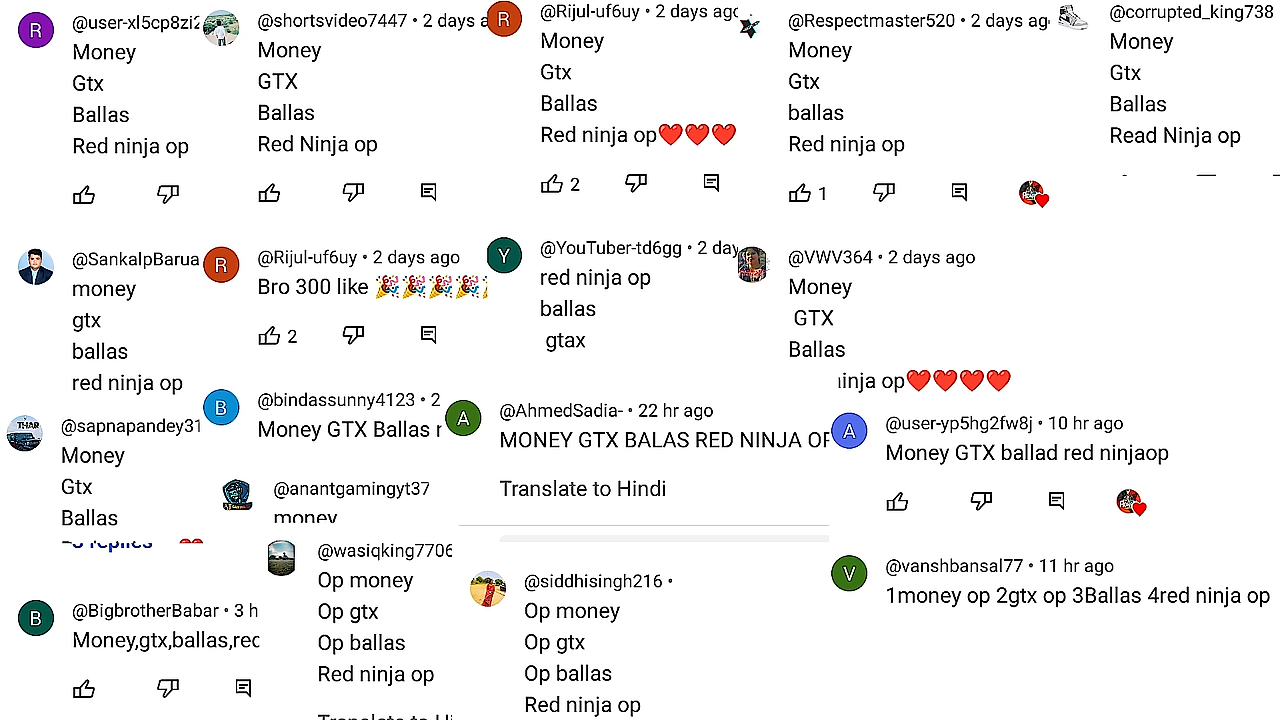 @user-xl5cp8zi2
Money
Gtx
Ballas
Red ninja op
@shortsvideo7447 • 2 days a
Money
GTX
Ballas
Red Ninja op
@Rijul-uf6uy • 2 days ago
Money
Gtx
Ballas
Red ninja op❤️❤️❤️
2
@Respectmaster520 • 2 days ag
Money
Gtx
ballas
Red ninja op
1
@corrupted_king738
Money
Gtx
Ballas
Read Ninja op
@SankalpBarua
money
gtx
ballas
red ninja op
@Rijul-uf6uy • 2 days ago
Bro 300 like 🎉🎉🎉🎉
2
@YouTuber-td6gg • 2 day
red ninja op
ballas
gtax
@VWV364 • 2 days ago
Money
GTX
Ballas
inja op❤️❤️❤️❤️
@sapnapandey31
Money
Gtx
Ballas
replies
@bindassunny4123 • 2
Money GTX Ballas r
@anantgamingyt37
money
@AhmedSadia- • 22 hr ago
MONEY GTX BALAS RED NINJA OP
Translate to Hindi
@user-yp5hg2fw8j • 10 hr ago
Money GTX ballad red ninjaop
@BigbrotherBabar • 3 h
Money,gtx,ballas,red
@wasiqking7706
Op money
Op gtx
Op ballas
Red ninja op
Translate to Hi
@siddhisingh216 •
Op money
Op gtx
Op ballas
Red ninja op
@vanshbansal77 • 11 hr ago
1money op 2gtx op 3Ballas 4red ninja op